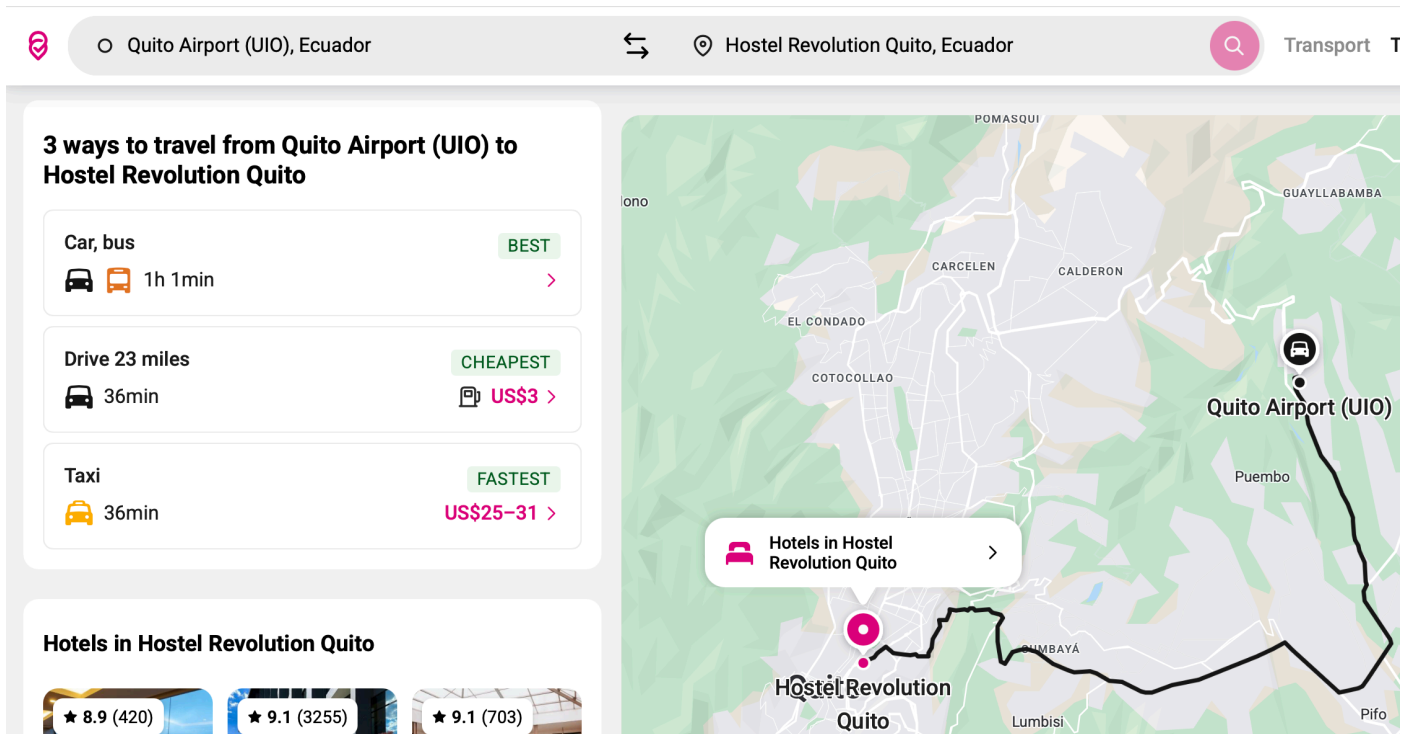 Quito Airport (UIO), Ecuador
Hostel Revolution Quito, Ecuador
Transport
3 ways to travel from Quito Airport (UIO) to
Hostel Revolution Quito
Car, bus
BEST
1h 1min
Drive 23 miles
CHEAPEST
36min
US$3
Taxi
FASTEST
36min
US$25–31
Hotels in Hostel Revolution Quito
8.9 (420)
9.1 (3255)
9.1 (703)
POMASQUI
GUAYLLABAMBA
CARCELEN
CALDERON
EL CONDADO
COTOCOLLAO
Quito Airport (UIO)
Puembo
Hotels in Hostel
Revolution Quito
CUMBAYÁ
Hostel Revolution
Quito
Lumbisi
Pifo